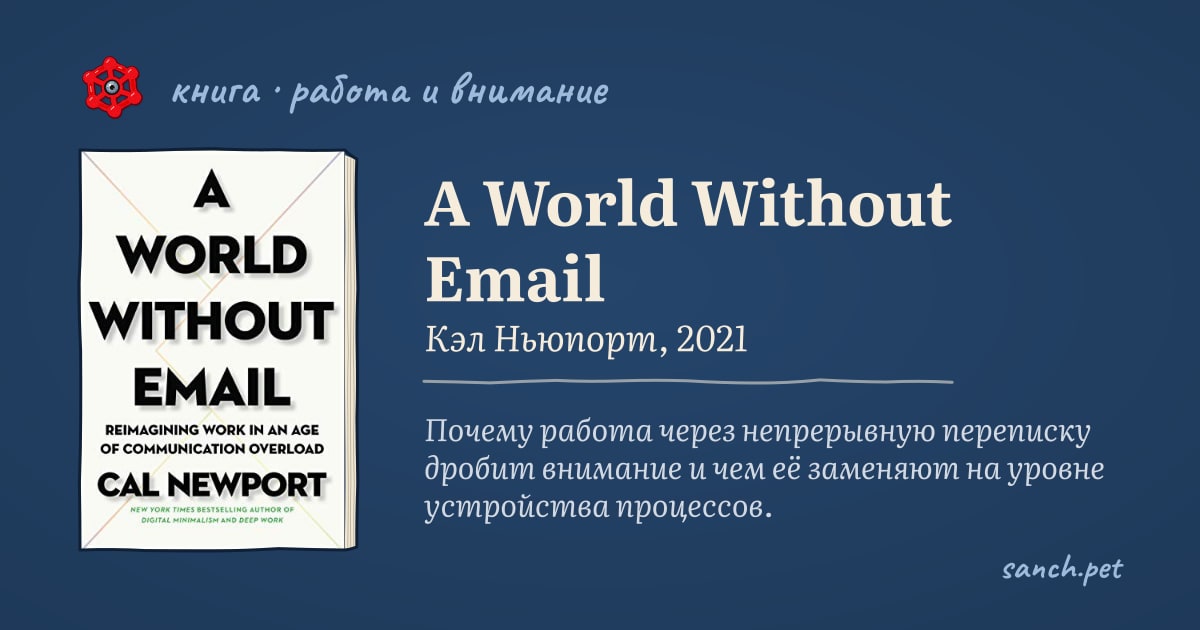 книга · работа и внимание
A
WORLD
WITHOUT
EMAIL
REIMAGINING WORK IN AN AGE
OF COMMUNICATION OVERLOAD
CAL NEWPORT
NEW YORK TIMES BESTSELLING AUTHOR OF
DIGITAL MINIMALISM AND DEEP WORK
A World Without
Email
Кэл Ньюпорт, 2021
Почему работа через непрерывную переписку
дробит внимание и чем её заменяют на уровне
устройства процессов.
sanch.pet